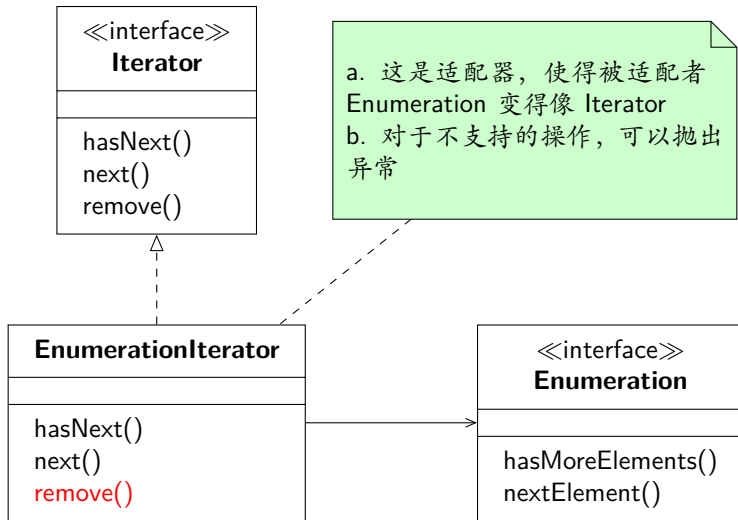 ≪interface≫
Iterator
hasNext()
next()
remove()
a. 这是适配器，使得被适配者
Enumeration 变得像 Iterator
b. 对于不支持的操作，可以抛出
异常
EnumerationIterator
hasNext()
next()
remove()
≪interface≫
Enumeration
hasMoreElements()
nextElement()